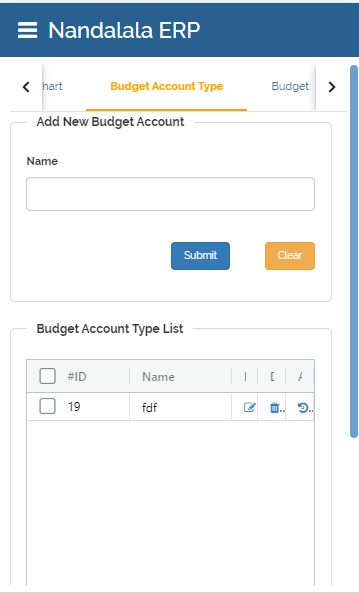 Nandalala ERP
hart Budget Account Type Budget
Add New Budget Account
Name
Submit Clear
Budget Account Type List
#ID Name
19 fdf